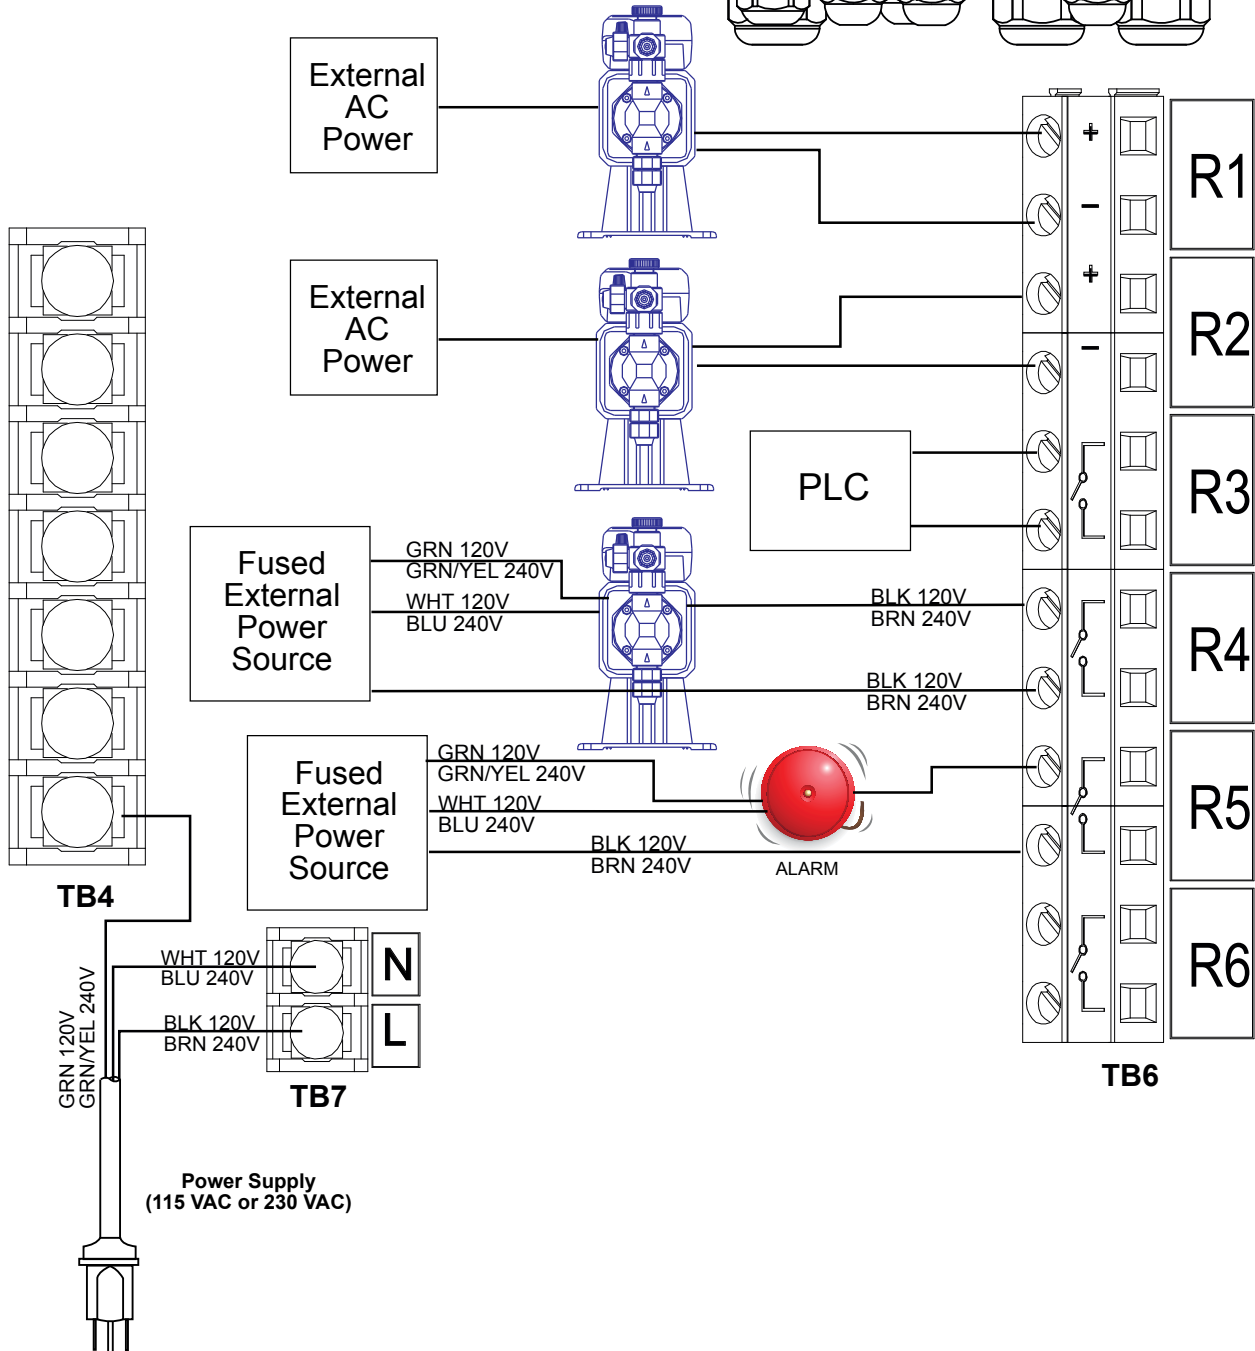 External
AC
Power
+
−
R1
External
AC
Power
+
−
R2
PLC
R3
Fused
External
Power
Source
GRN 120V
GRN/YEL 240V
WHT 120V
BLU 240V
BLK 120V
BRN 240V
R4
BLK 120V
BRN 240V
Fused
External
Power
Source
GRN 120V
GRN/YEL 240V
WHT 120V
BLU 240V
BLK 120V
BRN 240V
ALARM
R5
R6
TB6
TB4
WHT 120V
BLU 240V
N
BLK 120V
BRN 240V
L
TB7
GRN 120V
GRN/YEL 240V
Power Supply
(115 VAC or 230 VAC)